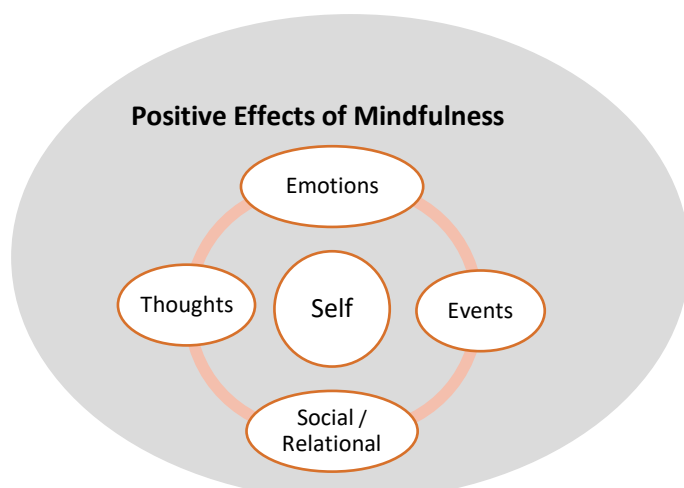 Positive Effects of Mindfulness
Emotions
Thoughts
Self
Events
Social /
Relational